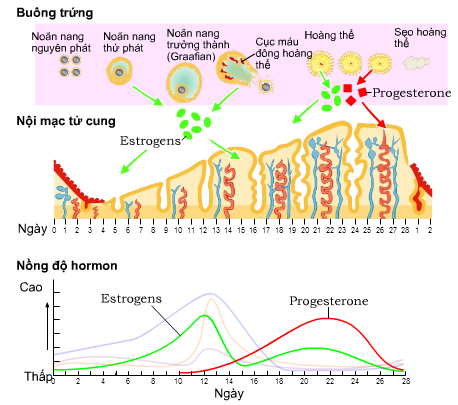 Buồng trứng
Noãn nang nguyên phát
Noãn nang thứ phát
Noãn nang trưởng thành (Graafian)
Cục máu đông hoàng thể
Hoàng thể
Sẹo hoàng thể
Progesterone
Estrogens
Nội mạc tử cung
Ngày 0 1 2 3 4 5 6 7 8 9 10 11 12 13 14 15 16 17 18 19 20 21 22 23 24 25 26 27 28 1 2
Nồng độ hormon
Cao
Estrogens
Progesterone
Thấp
0 2 4 6 8 10 12 14 16 18 20 22 24 26 28
Ngày